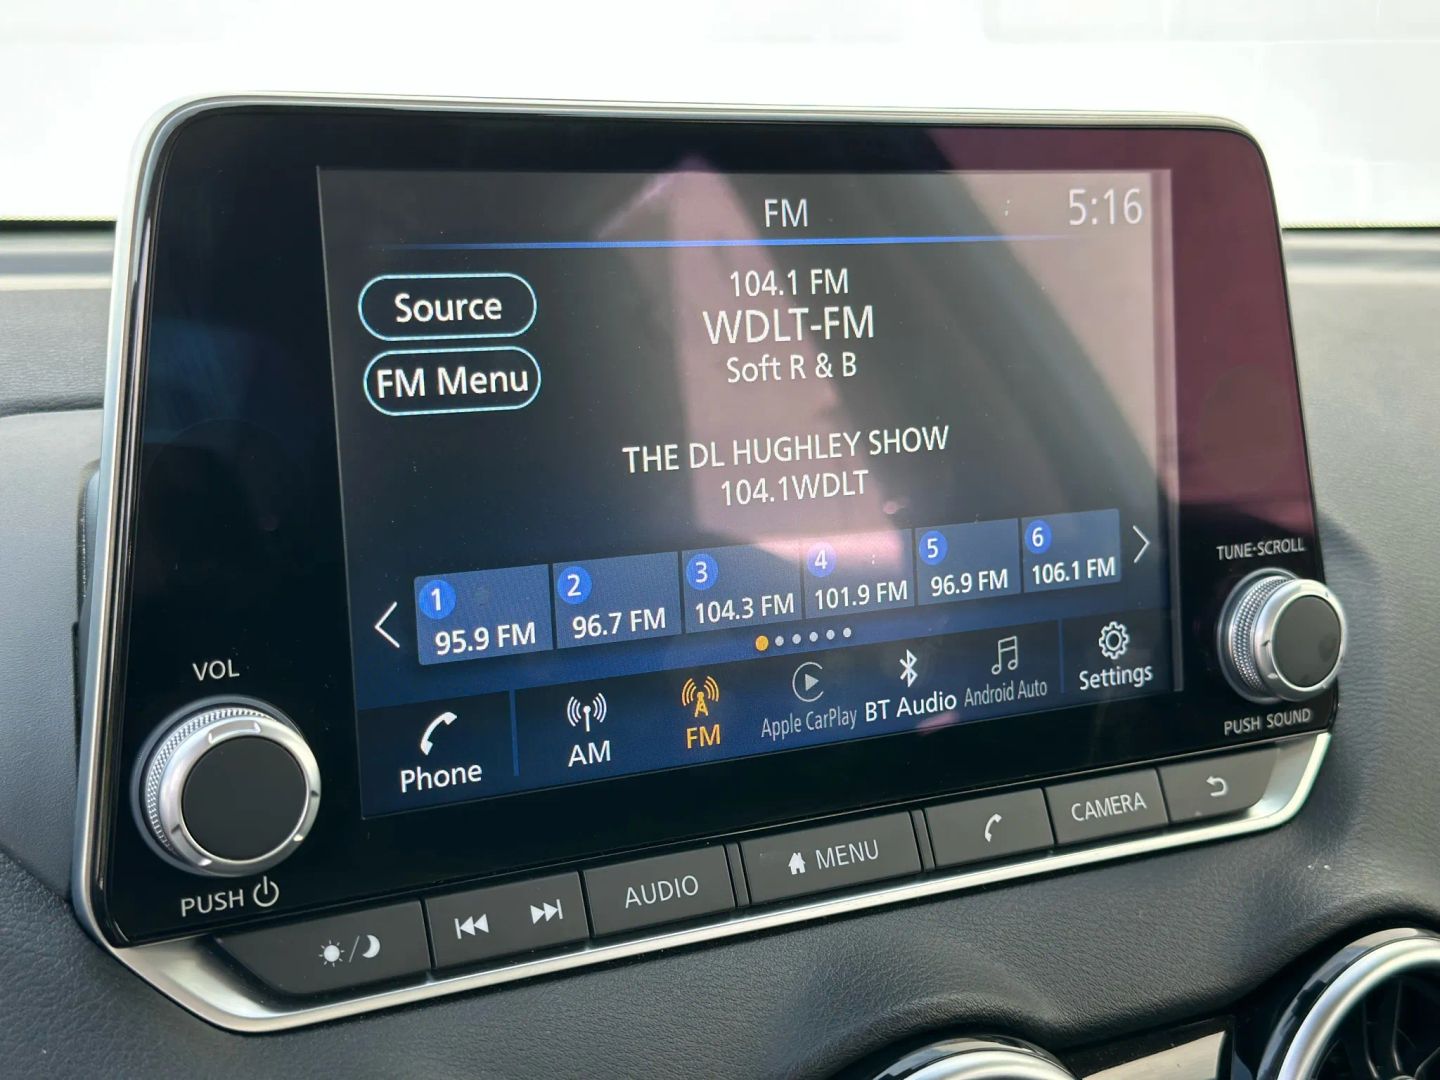 FM
5:16
Source
FM Menu
104.1 FM
WDLT-FM
Soft R & B
THE DL HUGHLEY SHOW
104.1WDLT
1
95.9 FM
2
96.7 FM
3
104.3 FM
4
101.9 FM
5
96.9 FM
6
106.1 FM
Phone
AM
FM
Apple CarPlay
BT Audio
Android Auto
Settings
VOL
PUSH
TUNE·SCROLL
PUSH SOUND
AUDIO
MENU
CAMERA